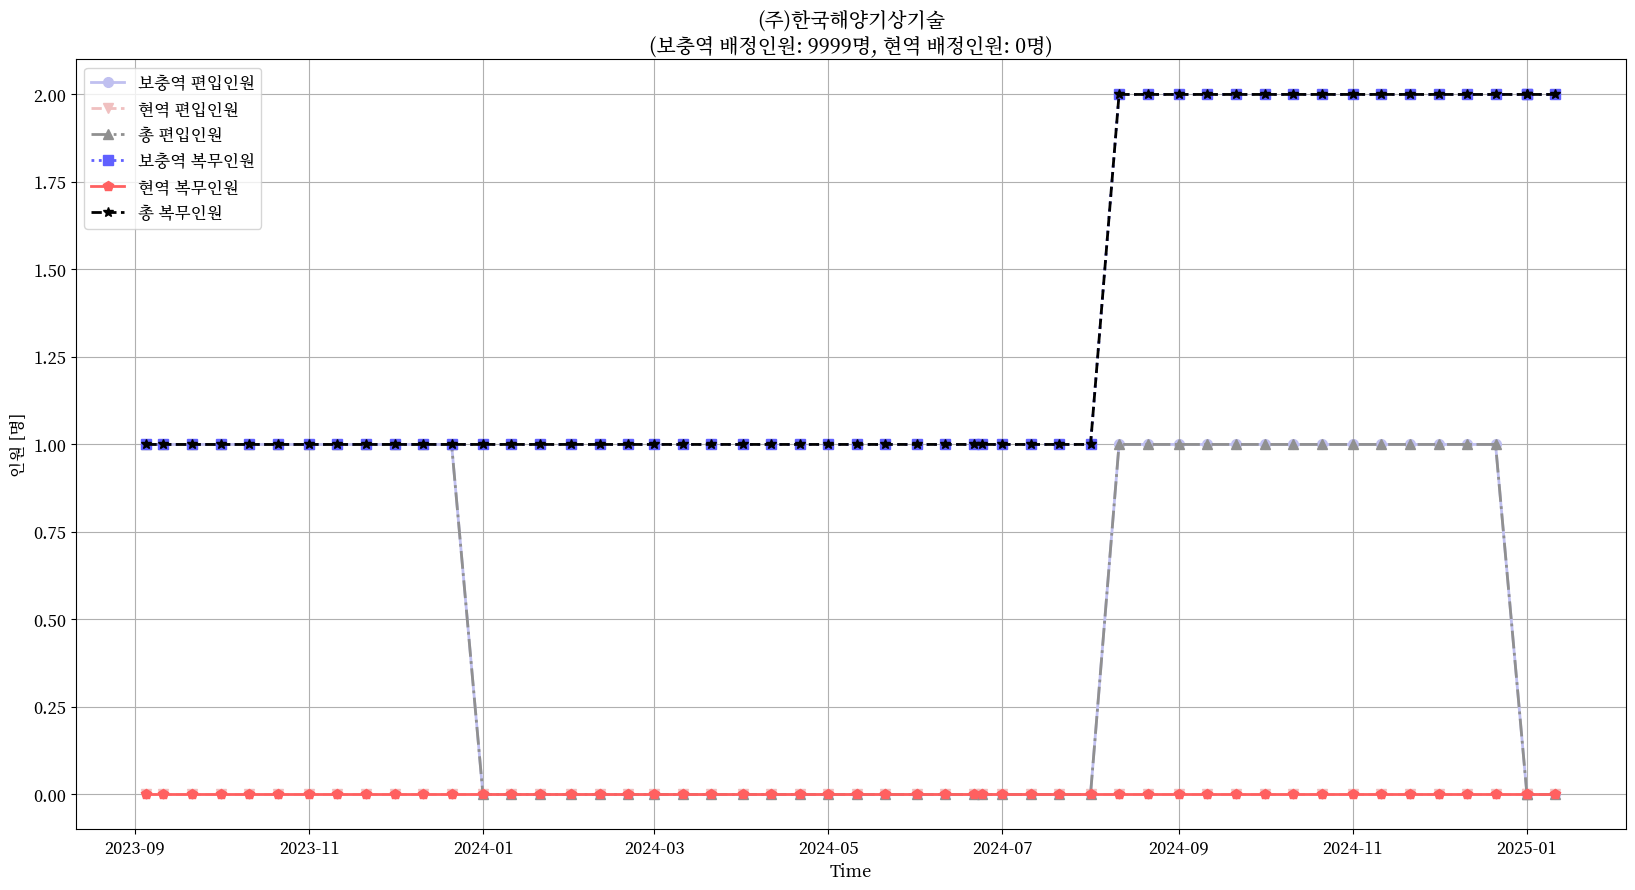 (주)한국해양기상기술
(보충역 배정인원: 9999명, 현역 배정인원: 0명)
보충역 편입인원
현역 편입인원
총 편입인원
보충역 복무인원
현역 복무인원
총 복무인원
2.00
1.75
1.50
1.25
1.00
0.75
0.50
0.25
0.00
인원 [명]
2023-09 2023-11 2024-01 2024-03 2024-05 2024-07 2024-09 2024-11 2025-01
Time